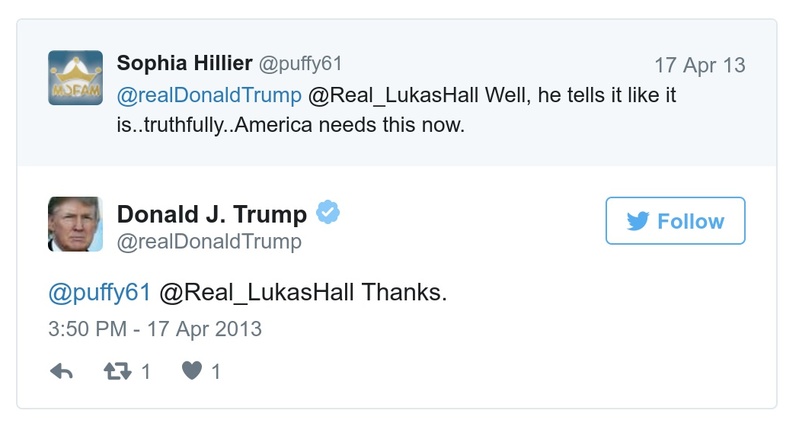 Sophia Hillier @puffy61 17 Apr 13
@realDonaldTrump @Real_LukasHall Well, he tells it like it
is..truthfully..America needs this now.
MOFAM
Donald J. Trump
@realDonaldTrump
Follow
@puffy61 @Real_LukasHall Thanks.
3:50 PM - 17 Apr 2013
1 1